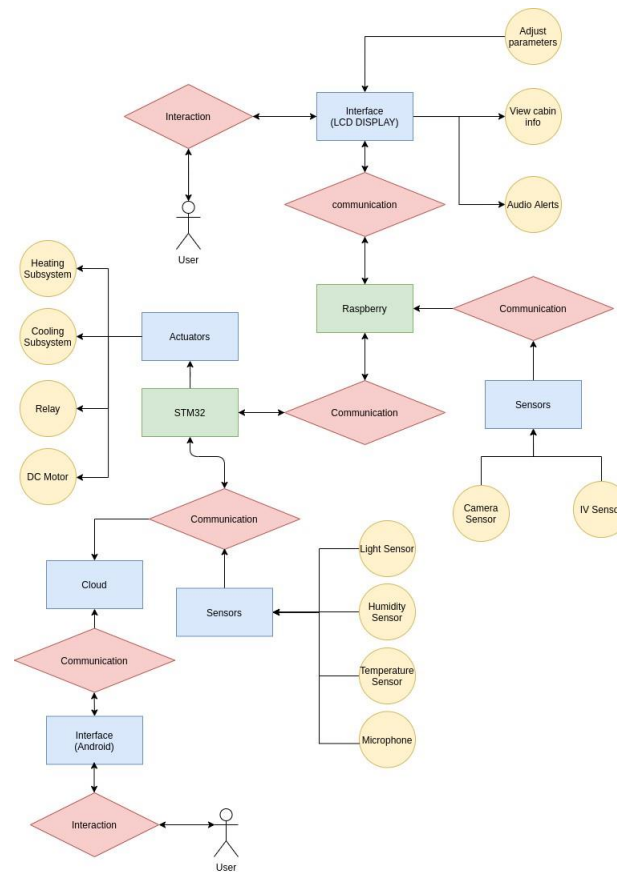 Adjust
parameters
Interaction
Interface
(LCD DISPLAY)
View cabin
info
communication
Audio Alerts
User
Heating
Subsystem
Cooling
Subsystem
Actuators
Raspberry
Communication
Relay
STM32
Communication
Sensors
DC Motor
Camera
Sensor
IV Sensor
Communication
Light Sensor
Cloud
Sensors
Humidity
Sensor
Communication
Temperature
Sensor
Interface
(Android)
Microphone
Interaction
User